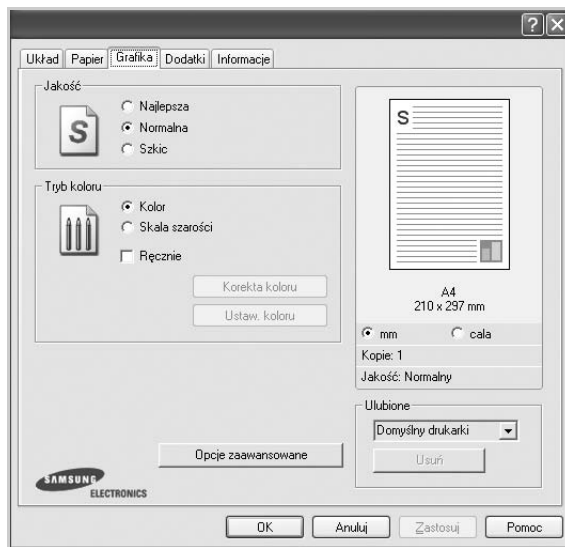 Układ Papier Grafika Dodatki Informacje
Jakość
S
Najlepsza
Normalna
Szkic
Tryb koloru
Kolor
Skala szarości
Ręcznie
Korekta koloru
Ustaw. koloru
S
A4
210 x 297 mm
mm cala
Kopie: 1
Jakość: Normalny
Ulubione
Domyślny drukarki
Usuń
Opcje zaawansowane
SAMSUNG
ELECTRONICS
OK Anuluj Zastosuj Pomoc